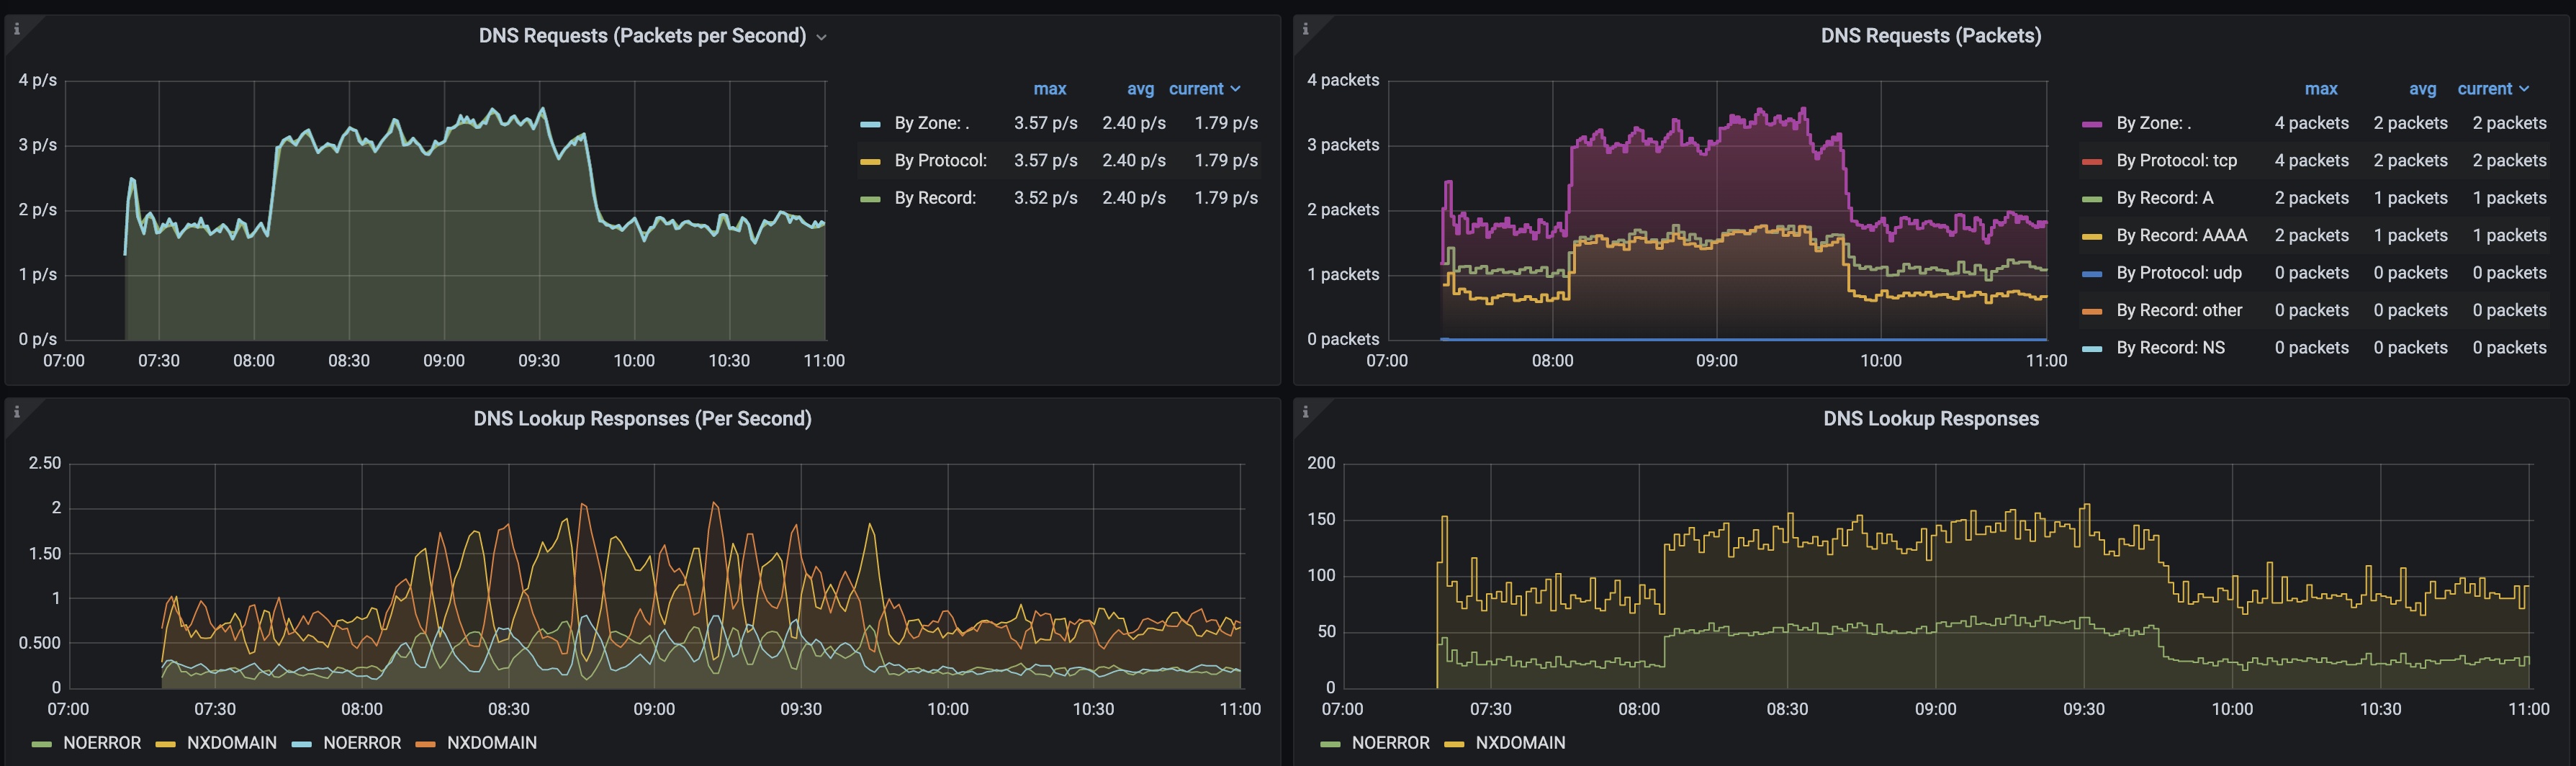 DNS Requests (Packets per Second)
4 p/s
3 p/s
2 p/s
1 p/s
0 p/s
07:00 07:30 08:00 08:30 09:00 09:30 10:00 10:30 11:00
max avg current
By Zone: . 3.57 p/s 2.40 p/s 1.79 p/s
By Protocol: 3.57 p/s 2.40 p/s 1.79 p/s
By Record: 3.52 p/s 2.40 p/s 1.79 p/s
DNS Requests (Packets)
4 packets
3 packets
2 packets
1 packets
0 packets
07:00 08:00 09:00 10:00 11:00
max avg current
By Zone: . 4 packets 2 packets 2 packets
By Protocol: tcp 4 packets 2 packets 2 packets
By Record: A 2 packets 1 packets 1 packets
By Record: AAAA 2 packets 1 packets 1 packets
By Protocol: udp 0 packets 0 packets 0 packets
By Record: other 0 packets 0 packets 0 packets
By Record: NS 0 packets 0 packets 0 packets
DNS Lookup Responses (Per Second)
2.50
2
1.50
1
0.500
0
07:00 07:30 08:00 08:30 09:00 09:30 10:00 10:30 11:00
NOERROR NXDOMAIN NOERROR NXDOMAIN
DNS Lookup Responses
200
150
100
50
0
07:00 07:30 08:00 08:30 09:00 09:30 10:00 10:30 11:00
NOERROR NXDOMAIN